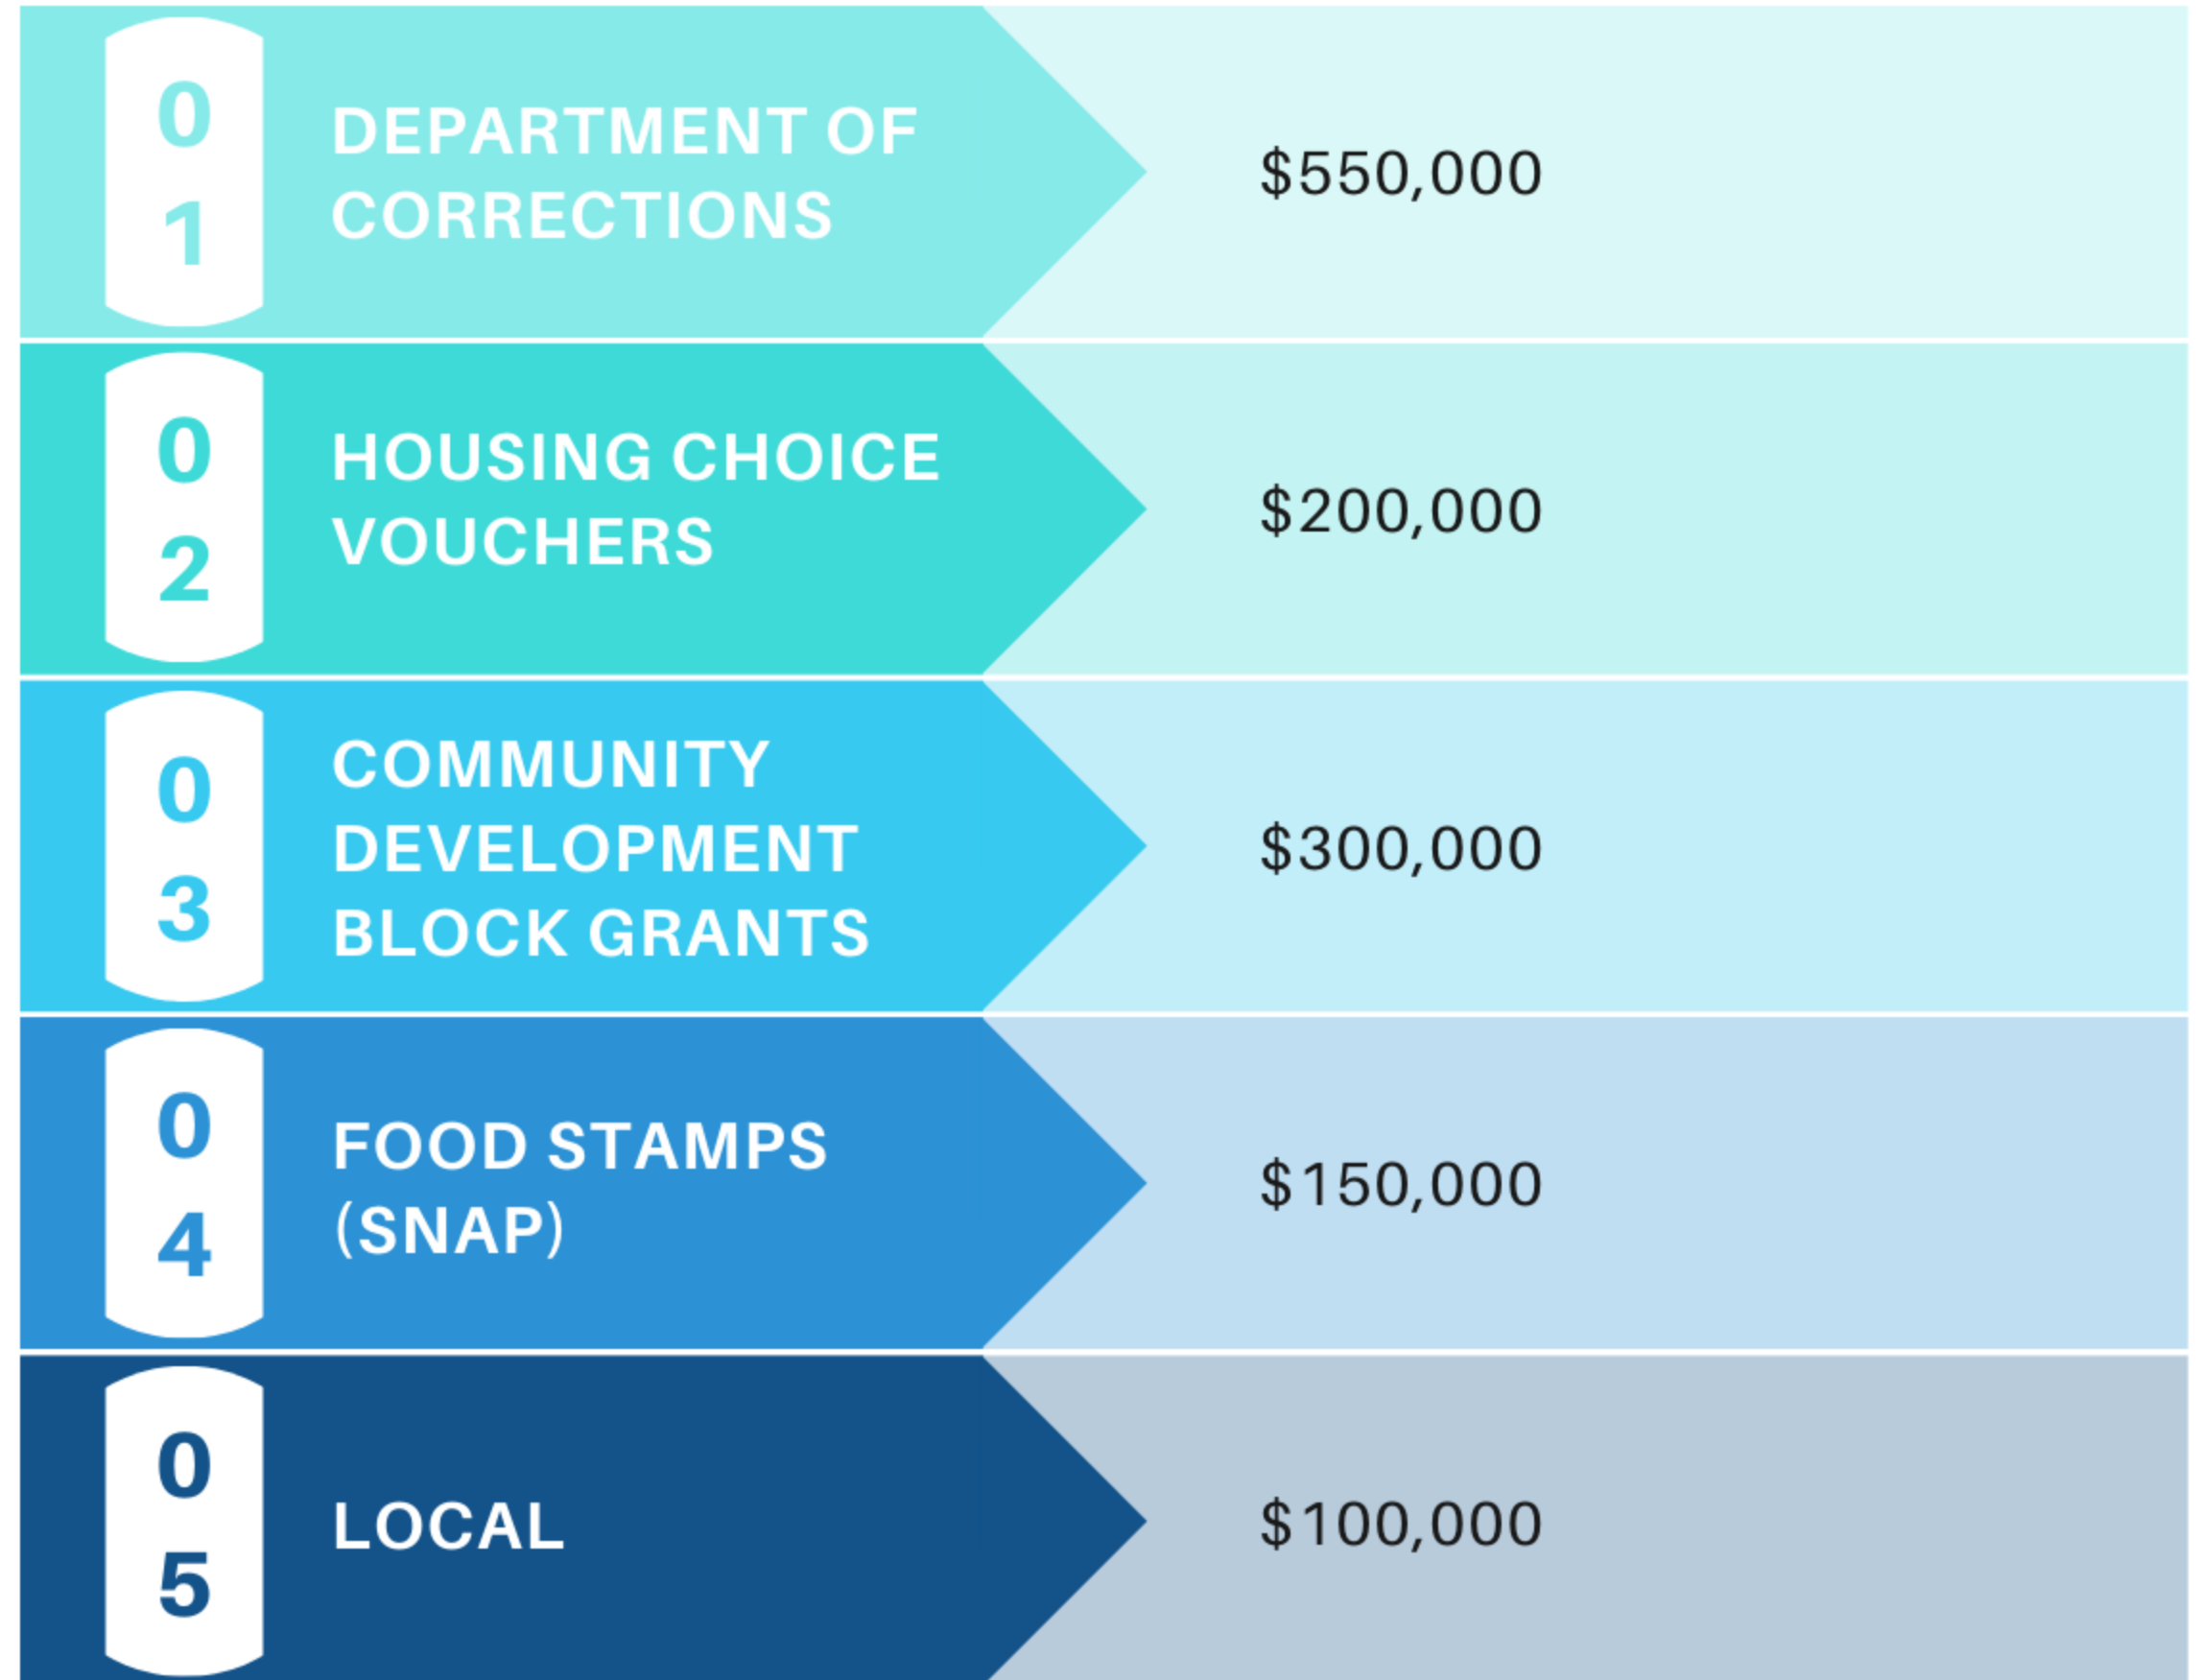 0
1
DEPARTMENT OF
CORRECTIONS
$550,000
0
2
HOUSING CHOICE
VOUCHERS
$200,000
0
3
COMMUNITY
DEVELOPMENT
BLOCK GRANTS
$300,000
0
4
FOOD STAMPS
(SNAP)
$150,000
0
5
LOCAL
$100,000